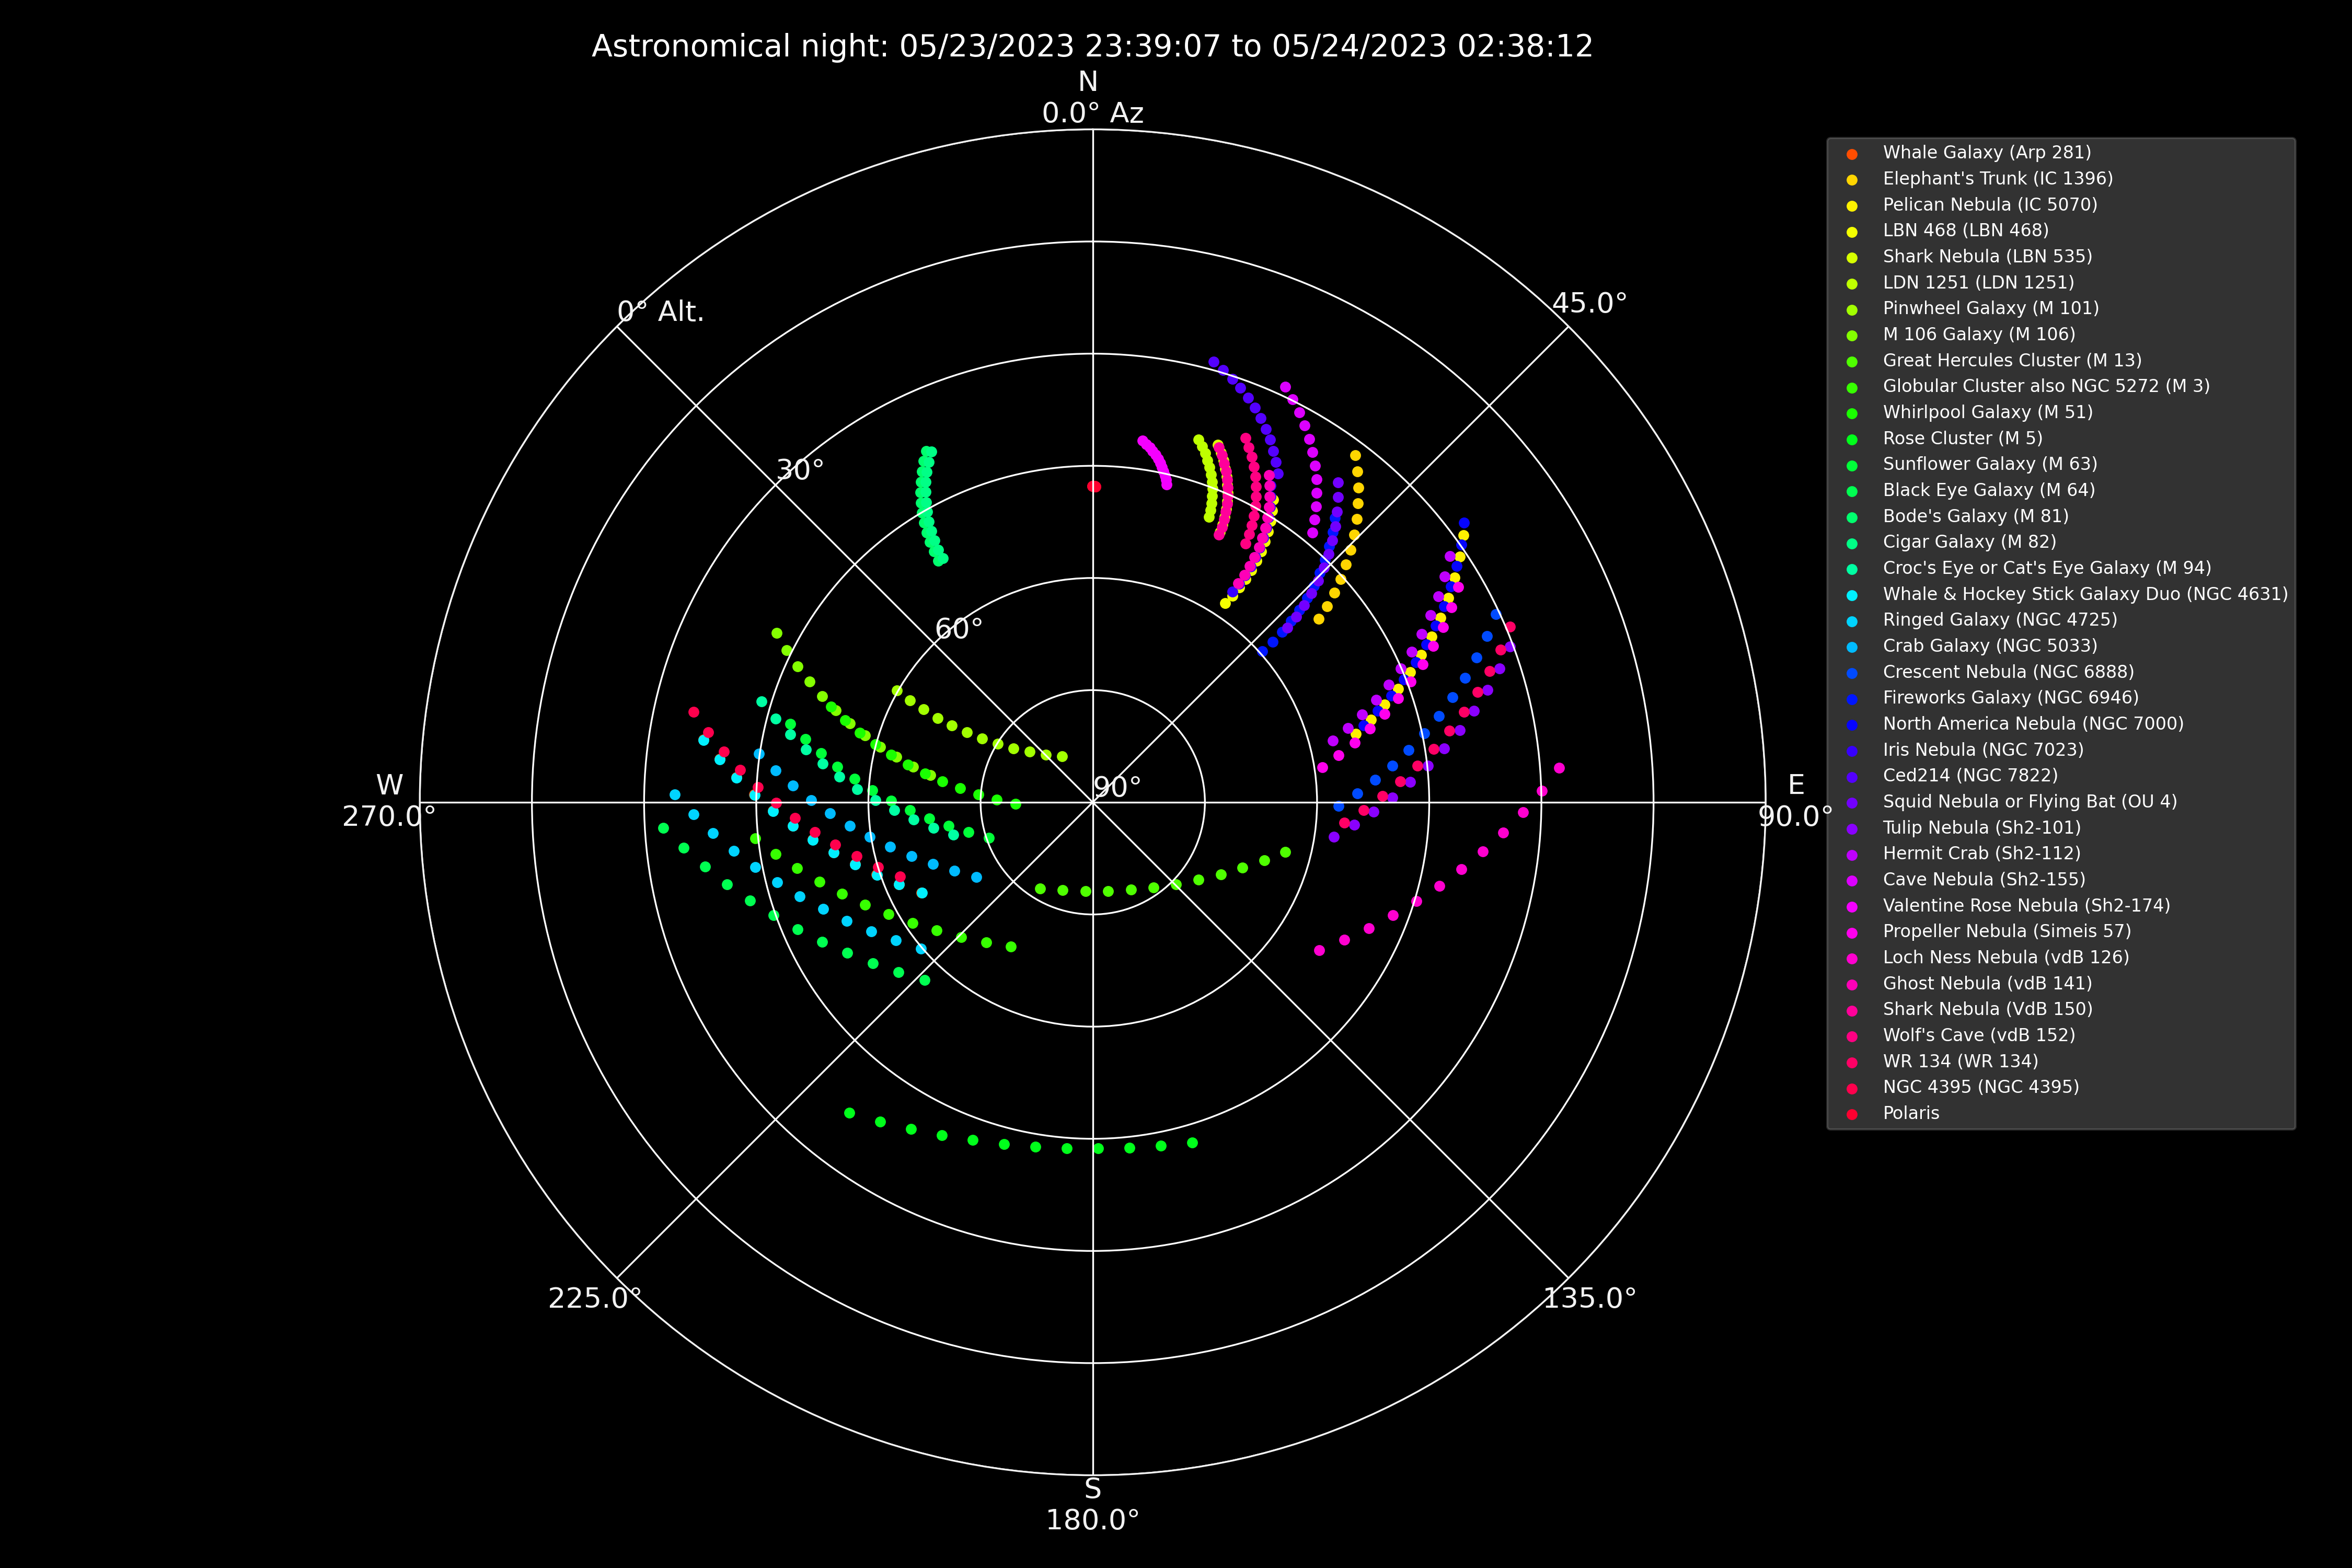 Astronomical night: 05/23/2023 23:39:07 to 05/24/2023 02:38:12
N
0.0° Az
45.0°
0° Alt.
30°
60°
90°
W
270.0°
E
90.0°
225.0°
135.0°
S
180.0°
Whale Galaxy (Arp 281)
Elephant's Trunk (IC 1396)
Pelican Nebula (IC 5070)
LBN 468 (LBN 468)
Shark Nebula (LBN 535)
LDN 1251 (LDN 1251)
Pinwheel Galaxy (M 101)
M 106 Galaxy (M 106)
Great Hercules Cluster (M 13)
Globular Cluster also NGC 5272 (M 3)
Whirlpool Galaxy (M 51)
Rose Cluster (M 5)
Sunflower Galaxy (M 63)
Black Eye Galaxy (M 64)
Bode's Galaxy (M 81)
Cigar Galaxy (M 82)
Croc's Eye or Cat's Eye Galaxy (M 94)
Whale & Hockey Stick Galaxy Duo (NGC 4631)
Ringed Galaxy (NGC 4725)
Crab Galaxy (NGC 5033)
Crescent Nebula (NGC 6888)
Fireworks Galaxy (NGC 6946)
North America Nebula (NGC 7000)
Iris Nebula (NGC 7023)
Ced214 (NGC 7822)
Squid Nebula or Flying Bat (OU 4)
Tulip Nebula (Sh2-101)
Hermit Crab (Sh2-112)
Cave Nebula (Sh2-155)
Valentine Rose Nebula (Sh2-174)
Propeller Nebula (Simeis 57)
Loch Ness Nebula (vdB 126)
Ghost Nebula (vdB 141)
Shark Nebula (VdB 150)
Wolf's Cave (vdB 152)
WR 134 (WR 134)
NGC 4395 (NGC 4395)
Polaris